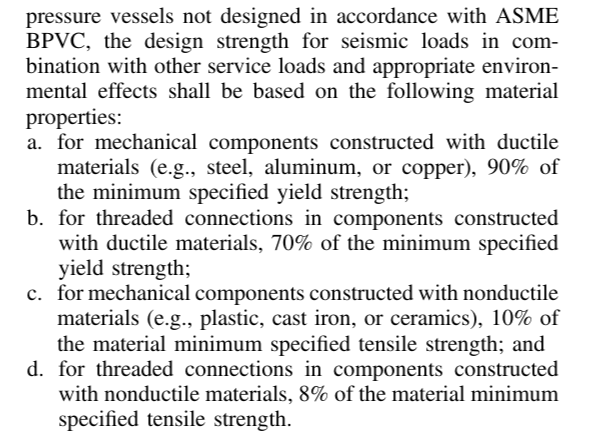 pressure vessels not designed in accordance with ASME
BPVC, the design strength for seismic loads in com-
bination with other service loads and appropriate environ-
mental effects shall be based on the following material
properties:
a. for mechanical components constructed with ductile
materials (e.g., steel, aluminum, or copper), 90% of
the minimum specified yield strength;
b. for threaded connections in components constructed
with ductile materials, 70% of the minimum specified
yield strength;
c. for mechanical components constructed with nonductile
materials (e.g., plastic, cast iron, or ceramics), 10% of
the material minimum specified tensile strength; and
d. for threaded connections in components constructed
with nonductile materials, 8% of the material minimum
specified tensile strength.